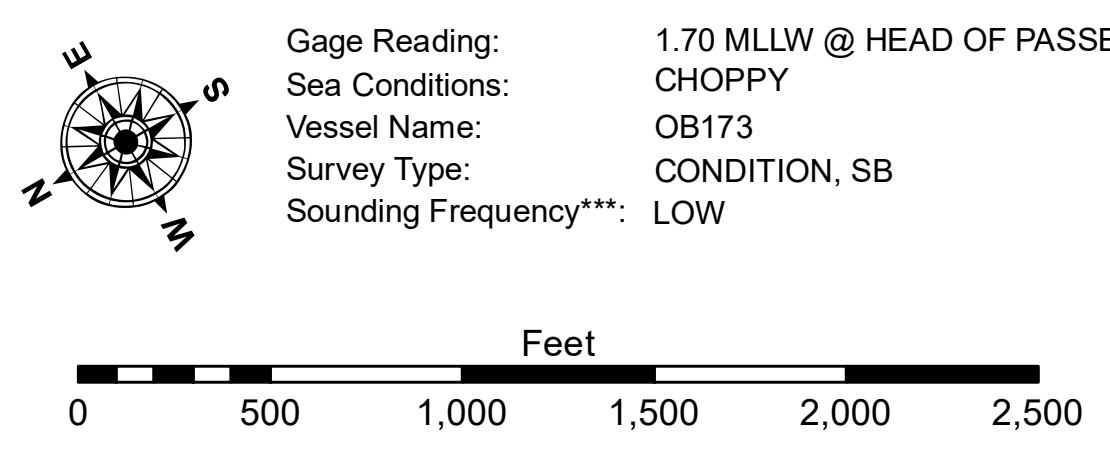 E
S
N
W
Gage Reading: 1.70 MLLW @ HEAD OF PASSE
Sea Conditions: CHOPPY
Vessel Name: OB173
Survey Type: CONDITION, SB
Sounding Frequency***: LOW
Feet
0 500 1,000 1,500 2,000 2,500